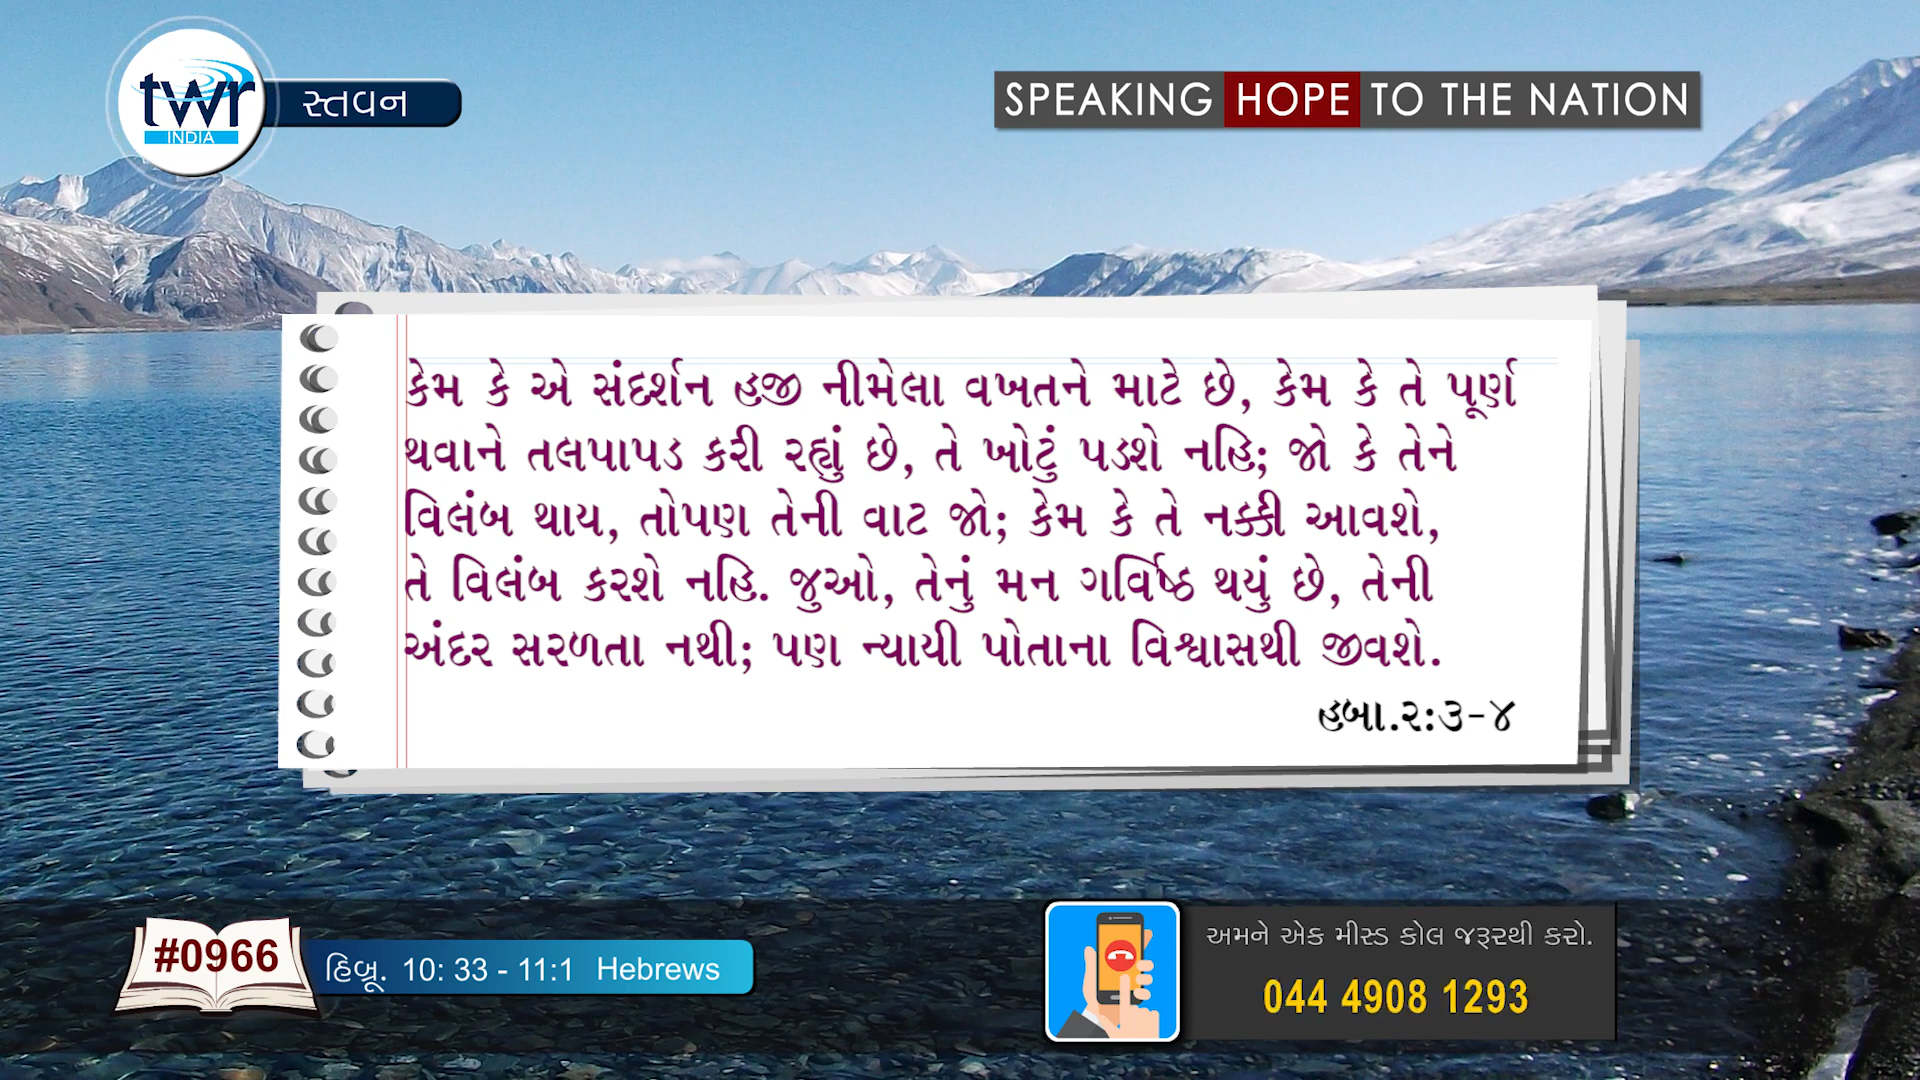 twr
INDIA
સ્તવન
SPEAKING HOPE TO THE NATION
કેમ કે એ સંદર્શન હજી નીમેલા વખતને માટે છે, કેમ કે તે પૂર્ણ
થવાને તલપાપડ કરી રહ્યું છે, તે ખોટું પડશે નહિ; જો કે તેને
વિલંબ થાય, તોપણ તેની વાટ જો; કેમ કે તે નક્કી આવશે,
તે વિલંબ કરશે નહિ. જુઓ, તેનું મન ગર્વિષ્ઠ થયું છે, તેની
અંદર સરળતા નથી; પણ ન્યાયી પોતાના વિશ્વાસથી જીવશે.
હબા.૨:૩-૪
#0966
હિબ્રૂ. 10: 33 - 11:1 Hebrews
અમને એક મીસ્ડ કોલ જરૂરથી કરો.
044 4908 1293